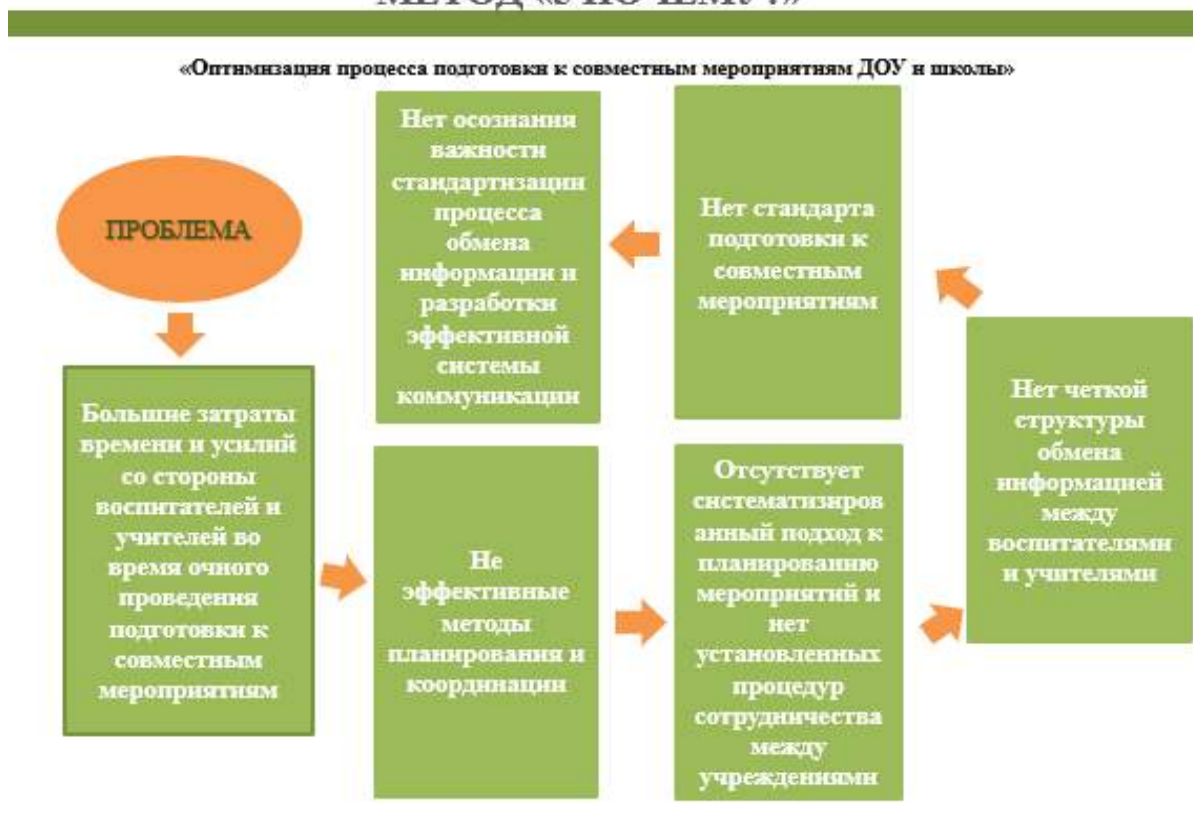 МЕТОД «5 ПОЧЕМУ?»
«Оптимизация процесса подготовки к совместным мероприятиям ДОУ и школы»
ПРОБЛЕМА
Большие затраты
времени и усилий
со стороны
воспитателей и
учителей во
время очного
проведения
подготовки к
совместным
мероприятиям
Не
эффективные
методы
планирования и
координации
Отсутствует
систематизиров
анный подход к
планированию
мероприятий и
нет
установленных
процедур
сотрудничества
между
учреждениями
Нет четкой
структуры
обмена
информацией
между
воспитателями
и учителями
Нет стандарта
подготовки к
совместным
мероприятиям
Нет осознания
важности
стандартизации
процесса
обмена
информации и
разработки
эффективной
системы
коммуникации